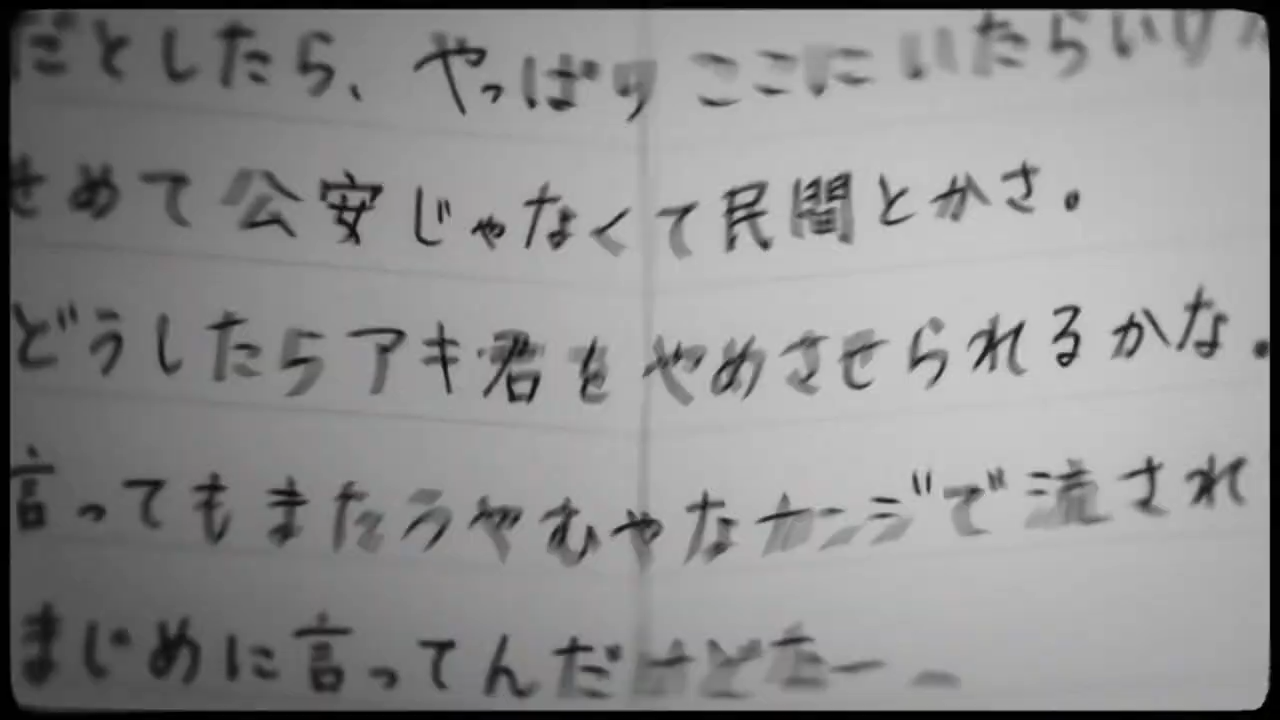 だとしたら、やっぱり ここに いたらいけ
せめて公安じゃなくて民間とかさ。
どうしたらアキ君をやめさせられるかな。
言ってもまたうやむやなカンジで流され
まじめに言ってんだけどなー